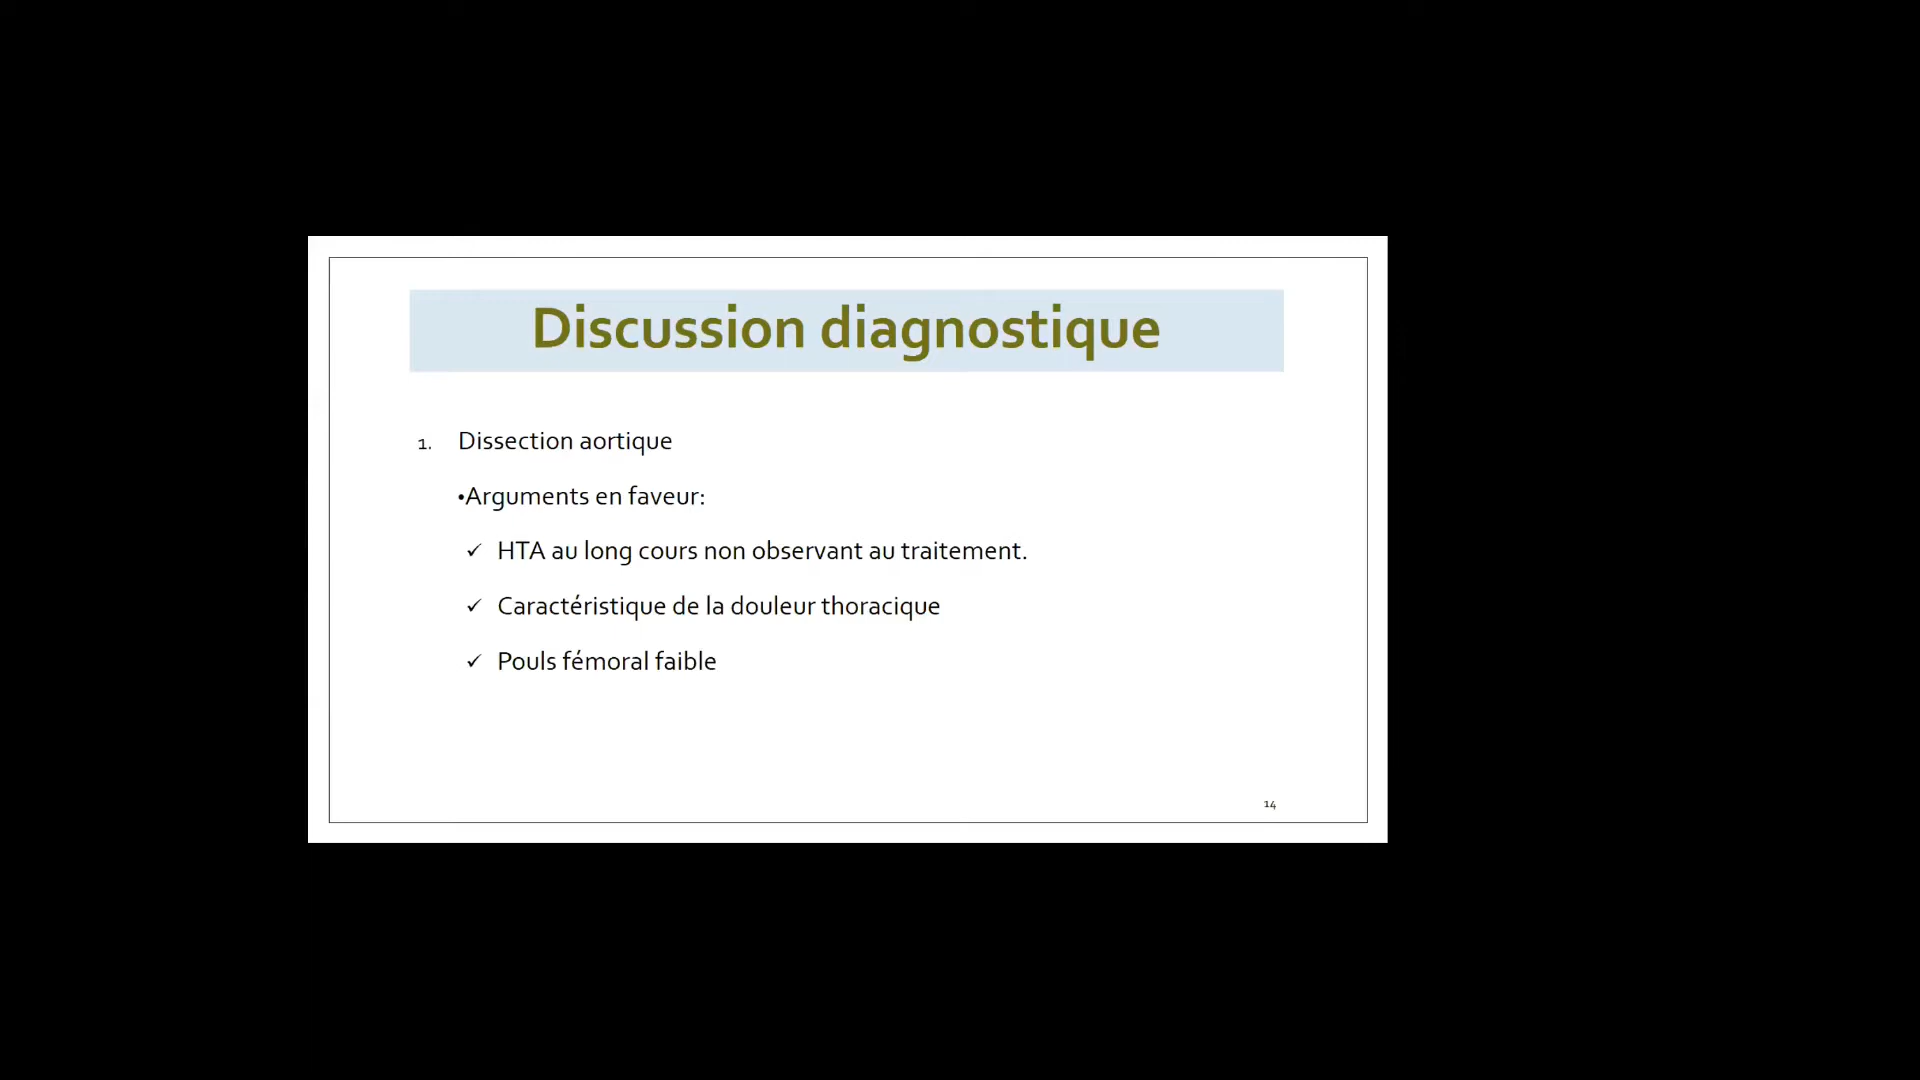 Discussion diagnostique
1. Dissection aortique
•Arguments en faveur:
✓ HTA au long cours non observant au traitement.
✓ Caractéristique de la douleur thoracique
✓ Pouls fémoral faible
14